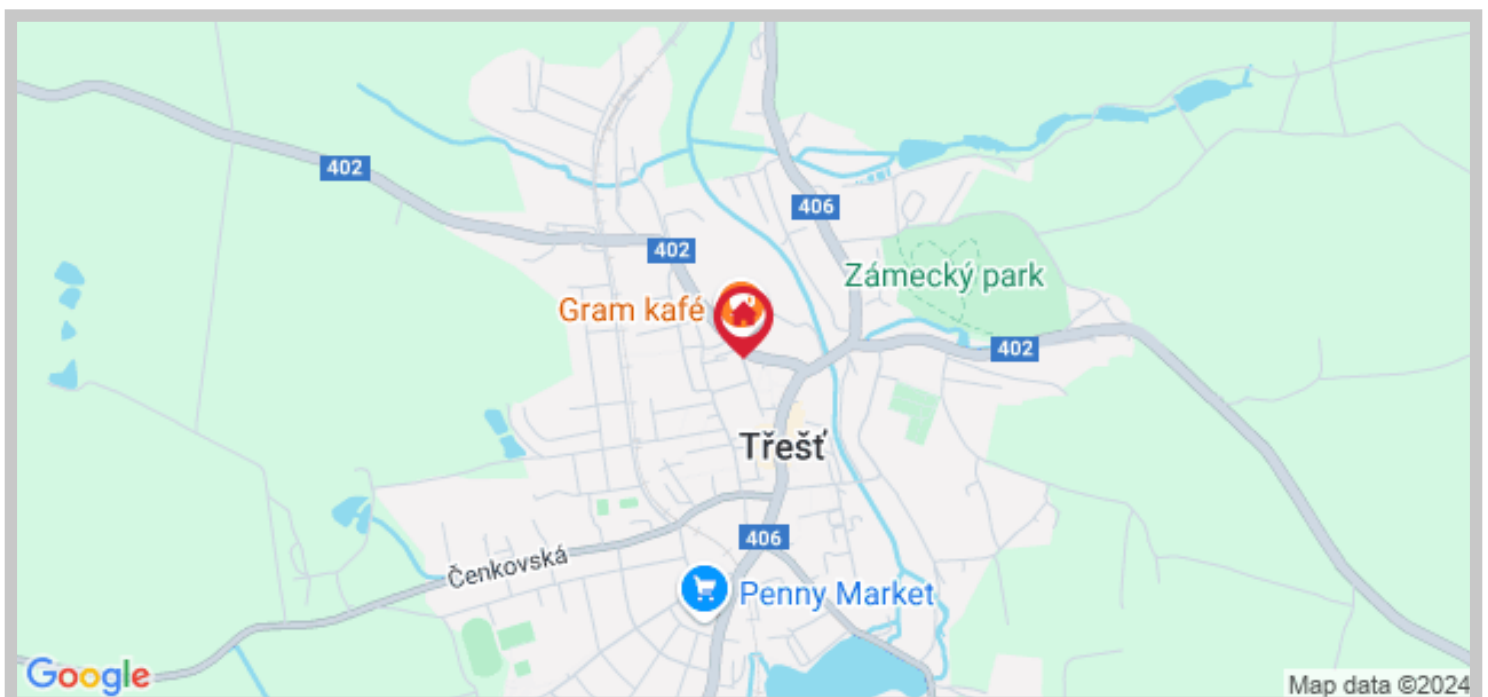 402
406
402
Zámecký park
Gram kafé
402
Třešť
406
Čenkovská
Penny Market
Google
Map data ©2024